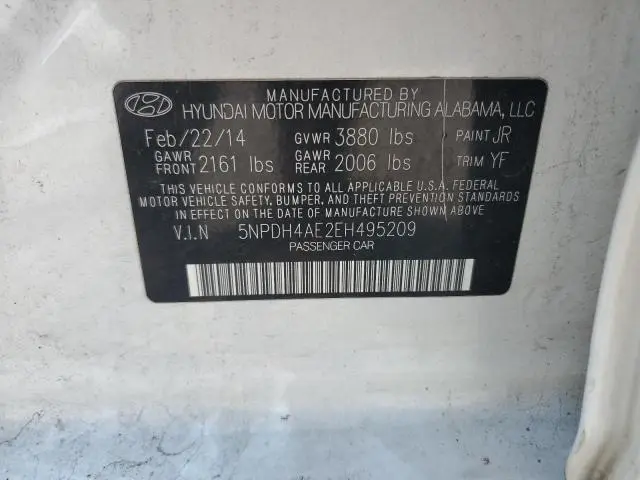 MANUFACTURED BY
HYUNDAI MOTOR MANUFACTURING ALABAMA, LLC
Feb/22/14 GVWR 3880 lbs PAINT JR
GAWR FRONT 2161 lbs GAWR REAR 2006 lbs TRIM YF
THIS VEHICLE CONFORMS TO ALL APPLICABLE U.S.A. FEDERAL
MOTOR VEHICLE SAFETY, BUMPER, AND THEFT PREVENTION STANDARDS
IN EFFECT ON THE DATE OF MANUFACTURE SHOWN ABOVE.
V.I.N 5NPDH4AE2EH495209
PASSENGER CAR